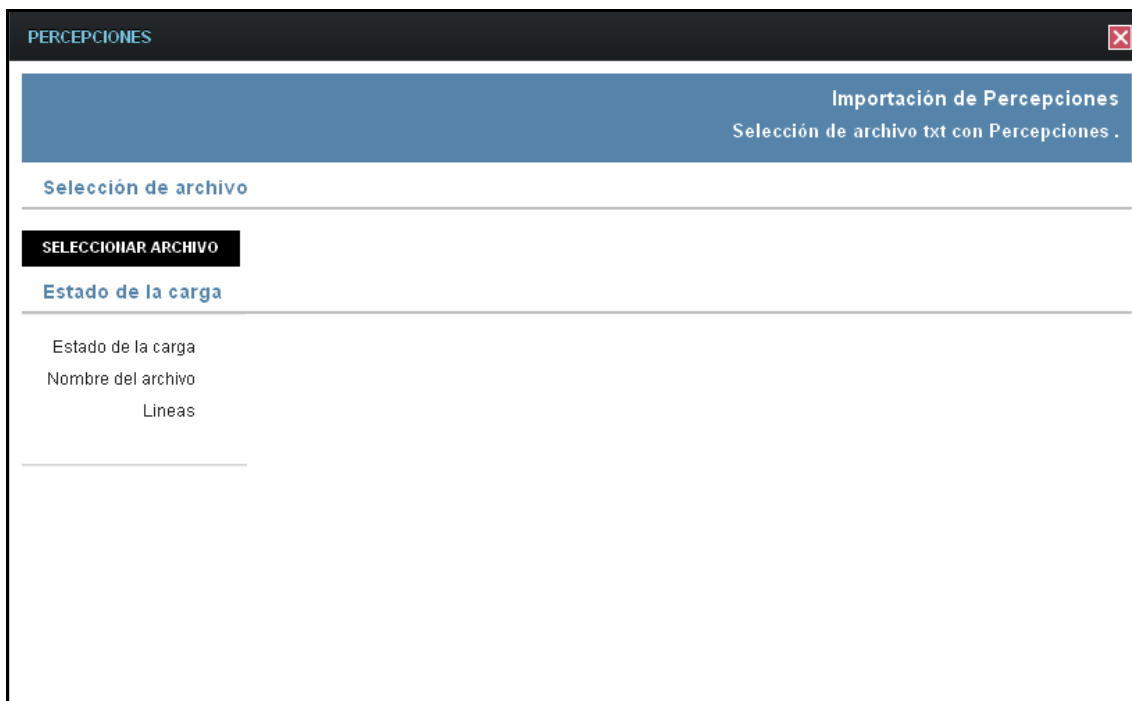 PERCEPCIONES
Importación de Percepciones
Selección de archivo txt con Percepciones .
Selección de archivo
SELECCIONAR ARCHIVO
Estado de la carga
Estado de la carga
Nombre del archivo
Lineas